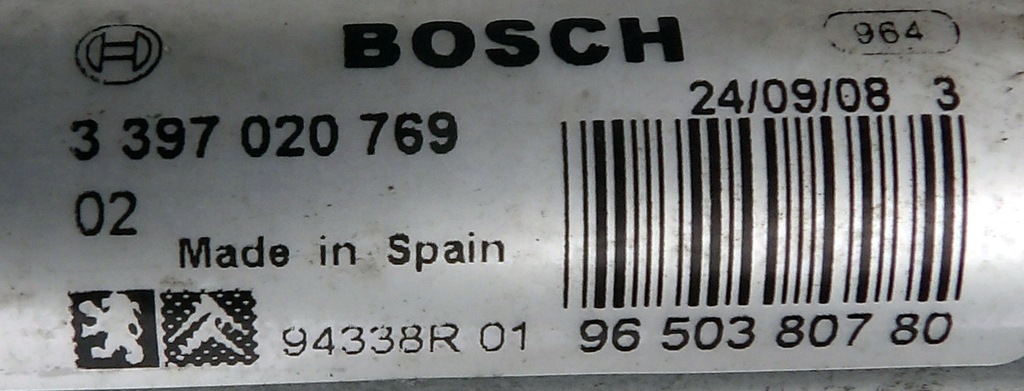 BOSCH 964
24/09/08 3
3 397 020 769
02
Made in Spain
94338R 01
96 503 807 80